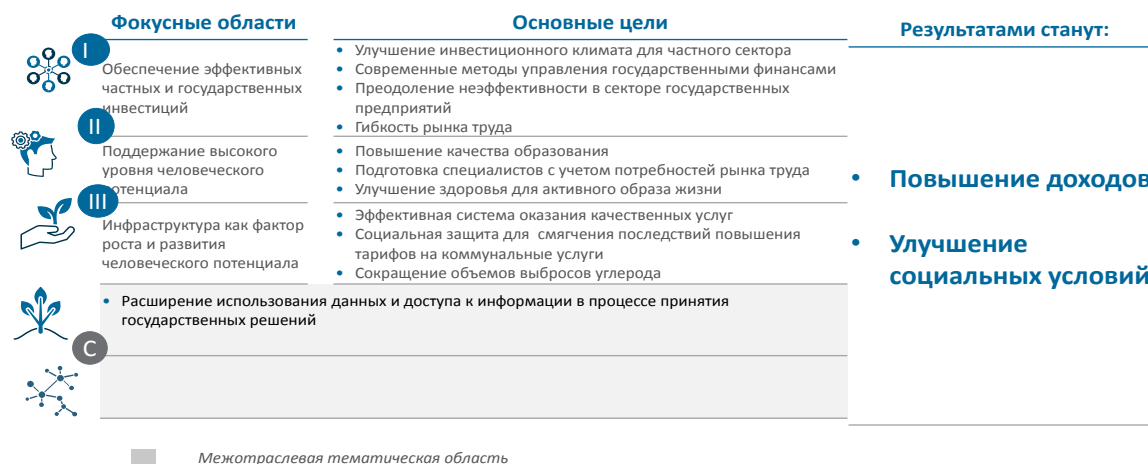 Фокусные области
Основные цели
Результатами станут:
I
Обеспечение эффективных
частных и государственных
инвестиций
• Улучшение инвестиционного климата для частного сектора
• Современные методы управления государственными финансами
• Преодоление неэффективности в секторе государственных
предприятий
• Гибкость рынка труда
II
Поддержание высокого
уровня человеческого
потенциала
• Повышение качества образования
• Подготовка специалистов с учетом потребностей рынка труда
• Улучшение здоровья для активного образа жизни
III
Инфраструктура как фактор
роста и развития
человеческого потенциала
• Эффективная система оказания качественных услуг
• Социальная защита для смягчения последствий повышения
тарифов на коммунальные услуги
• Сокращение объемов выбросов углерода
• Расширение использования данных и доступа к информации в процессе принятия
государственных решений
C
• Повышение доходов
• Улучшение
социальных условий
Межотраслевая тематическая область